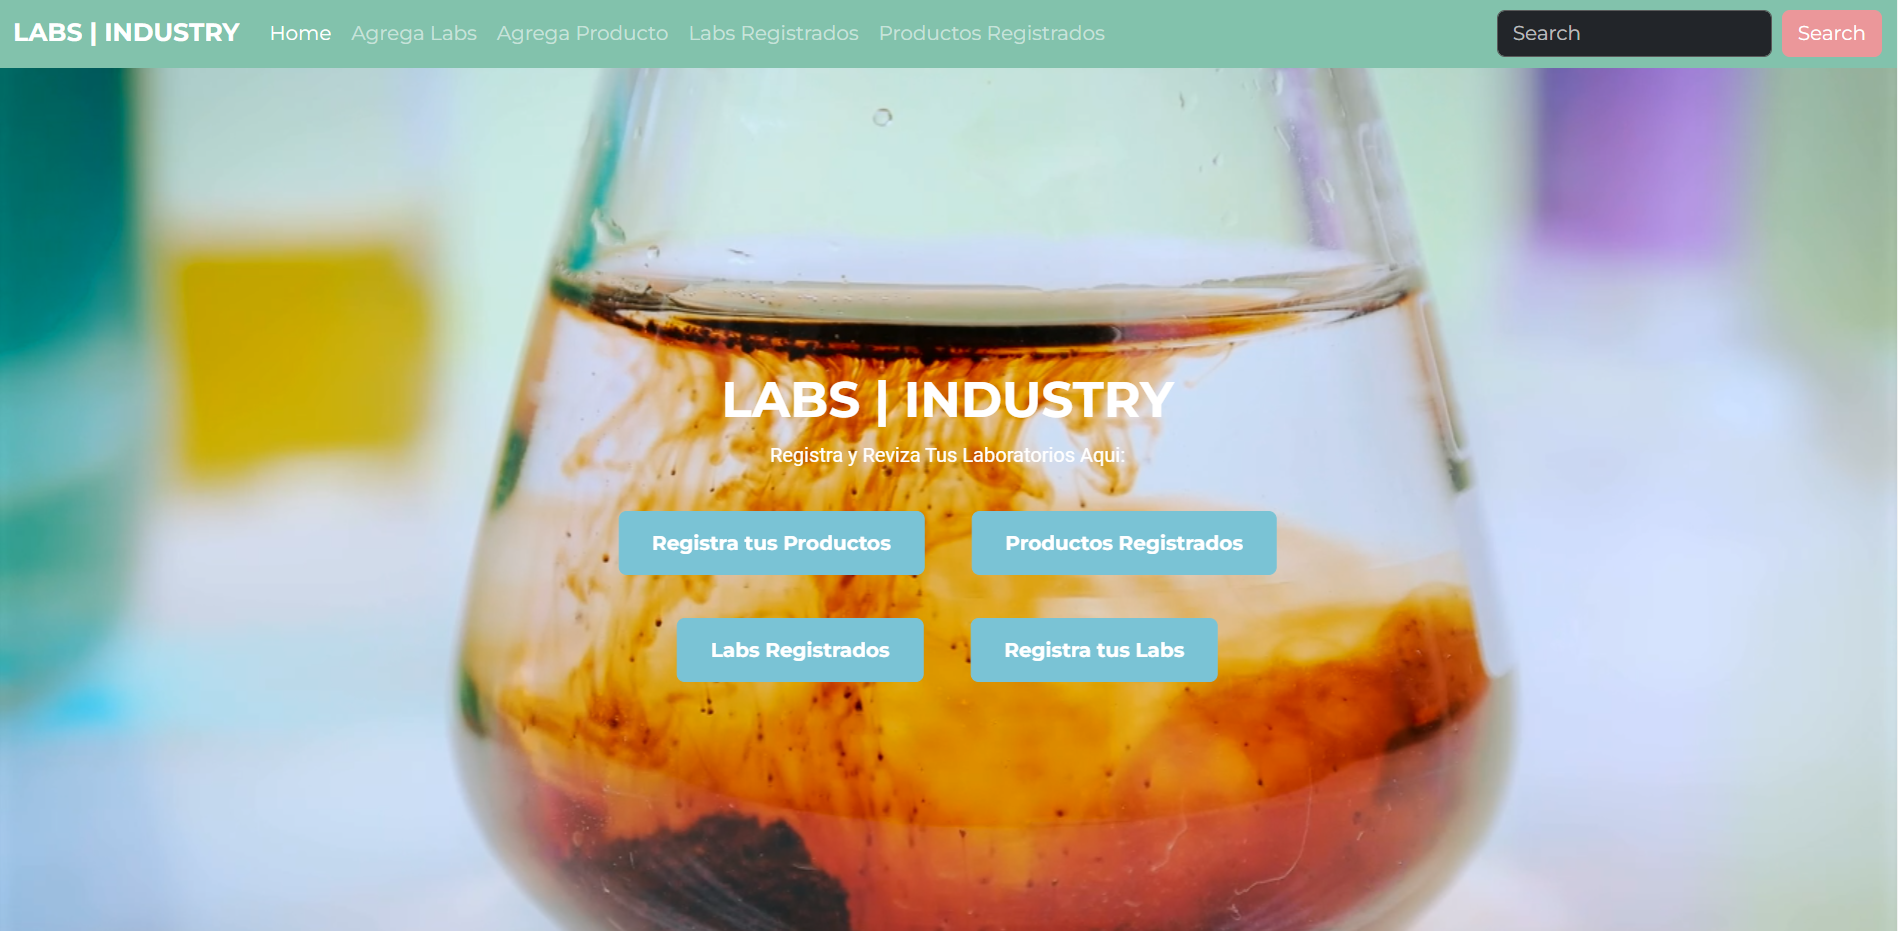 LABS | INDUSTRY Home Agrega Labs Agrega Producto Labs Registrados Productos Registrados Search Search
LABS | INDUSTRY
Registra y Reviza Tus Laboratorios Aqui:
Registra tus Productos Productos Registrados
Labs Registrados Registra tus Labs